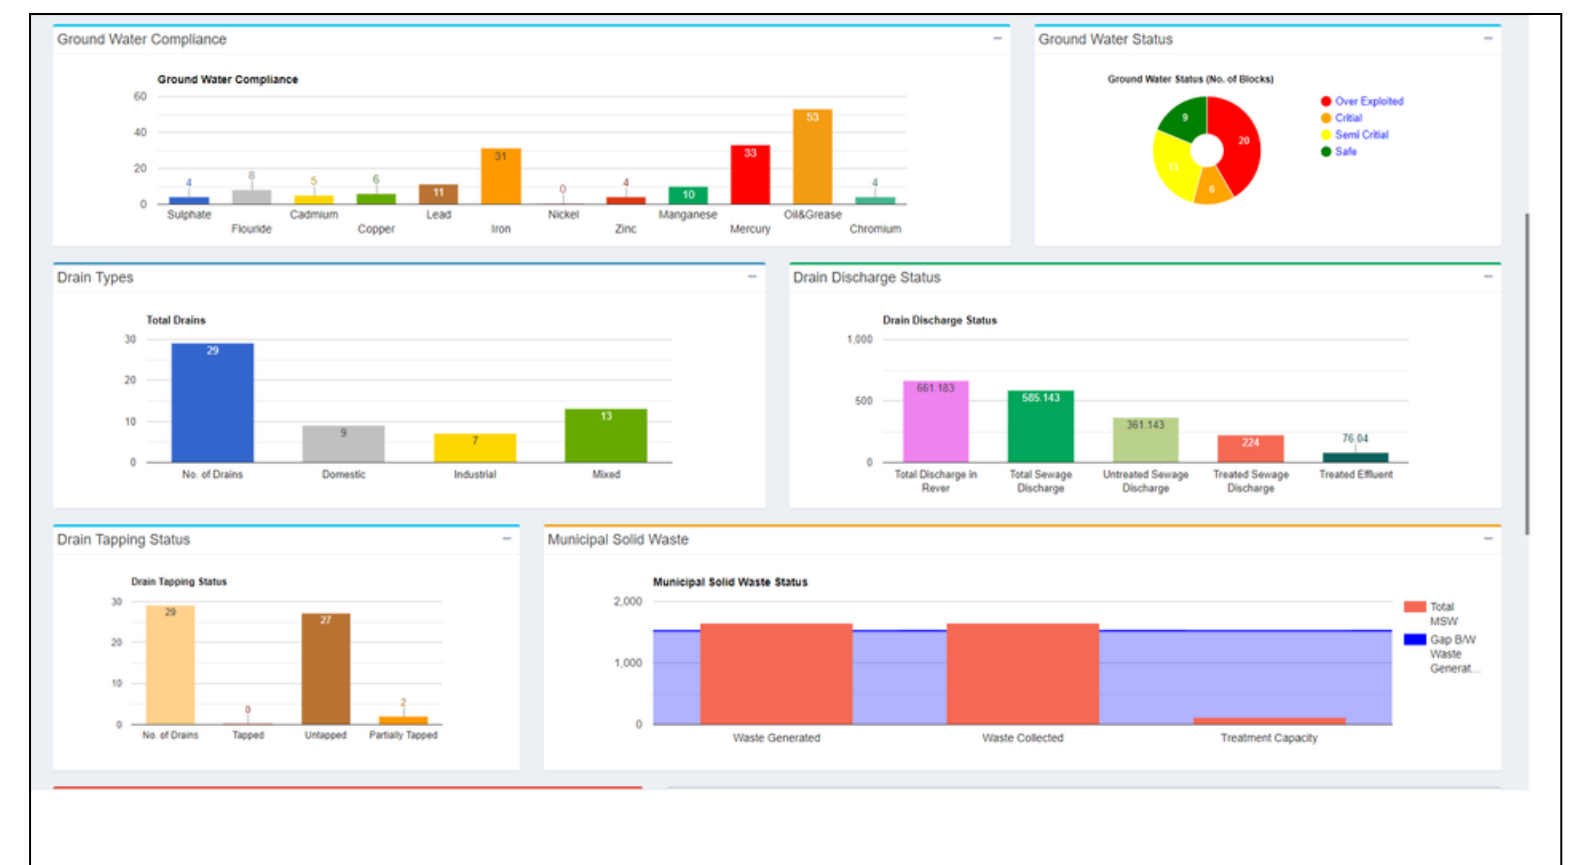 Ground Water Compliance
Ground Water Compliance
60
40
20
0
4
8
5
6
11
31
0
4
10
33
53
4
Sulphate
Flouride
Cadmium
Copper
Lead
Iron
Nickel
Zinc
Manganese
Mercury
Oil&Grease
Chromium
Ground Water Status
Ground Water Status (No. of Blocks)
9
20
13
6
Over Exploited
Critial
Semi Critial
Safe
Drain Types
Total Drains
30
20
10
0
29
9
7
13
No. of Drains
Domestic
Industrial
Mixed
Drain Discharge Status
Drain Discharge Status
1,000
500
0
661.183
585.143
361.143
224
76.04
Total Discharge in
Rever
Total Sewage
Discharge
Untreated Sewage
Discharge
Treated Sewage
Discharge
Treated Effluent
Drain Tapping Status
Drain Tapping Status
30
20
10
0
29
0
27
2
No. of Drains
Tapped
Untapped
Partially Tapped
Municipal Solid Waste
Municipal Solid Waste Status
2,000
1,000
0
Waste Generated
Waste Collected
Treatment Capacity
Total
MSW
Gap B/W
Waste
Generat...